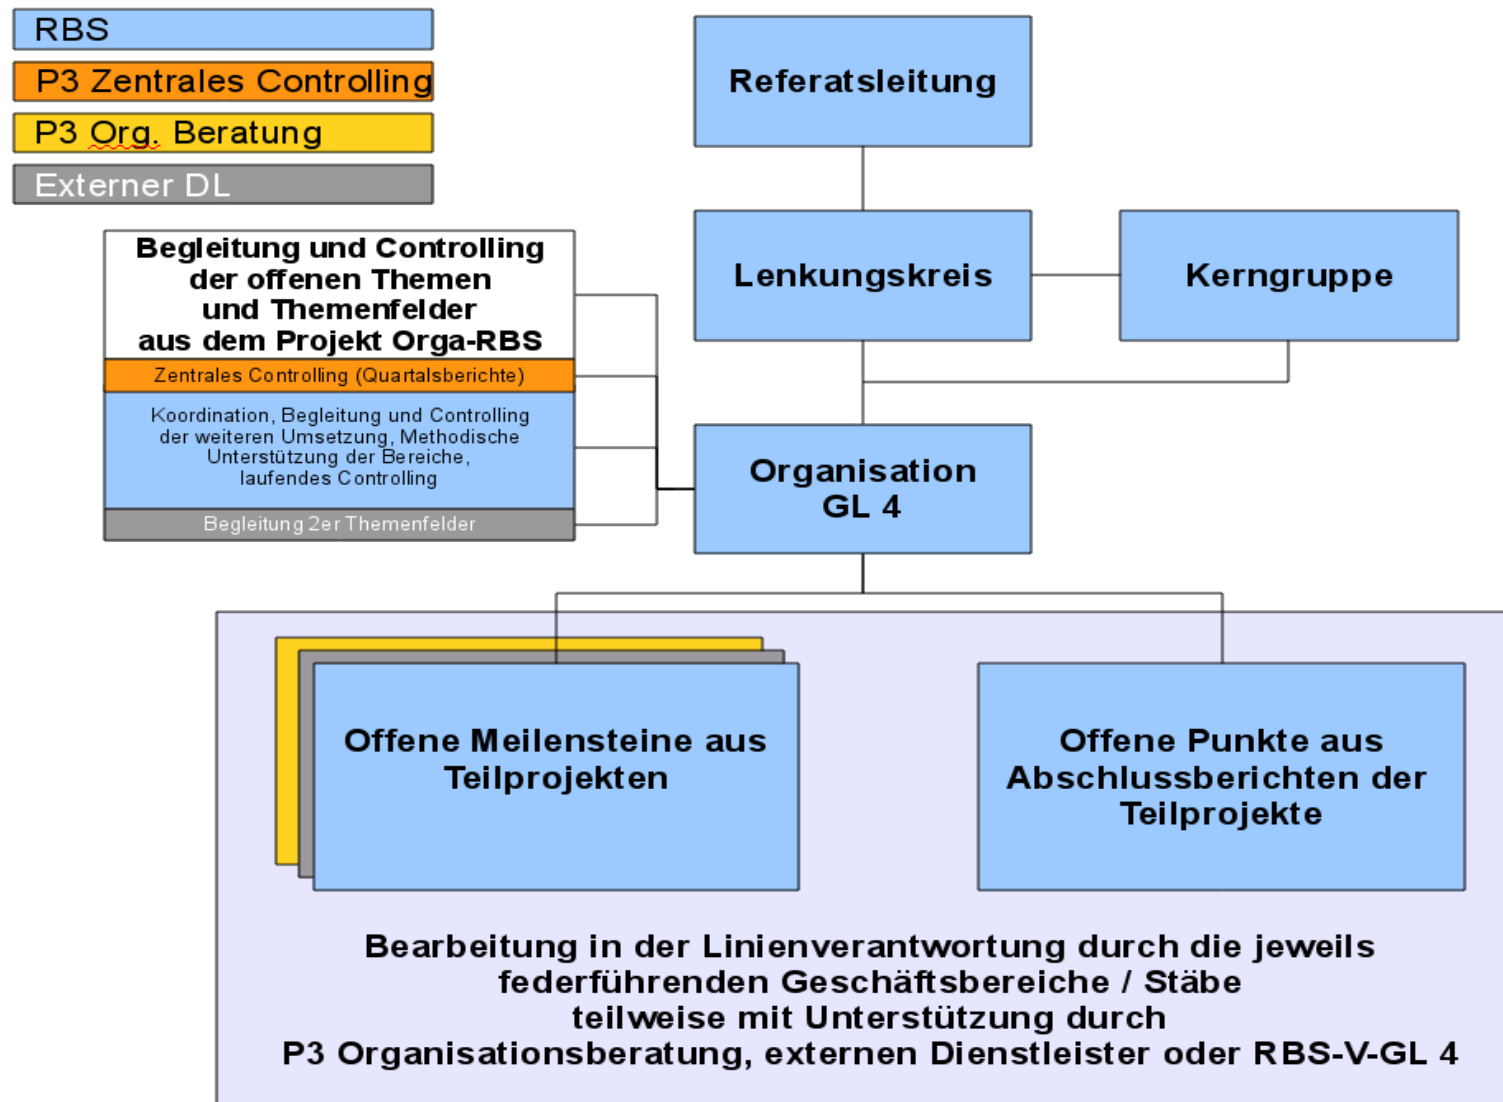 RBS
P3 Zentrales Controlling
P3 Org. Beratung
Externer DL
Referatsleitung
Lenkungskreis
Kerngruppe
Begleitung und Controlling
der offenen Themen
und Themenfelder
aus dem Projekt Orga-RBS
Zentrales Controlling (Quartalsberichte)
Koordination, Begleitung und Controlling
der weiteren Umsetzung, Methodische
Unterstützung der Bereiche,
laufendes Controlling
Begleitung 2er Themenfelder
Organisation
GL 4
Offene Meilensteine aus
Teilprojekten
Offene Punkte aus
Abschlussberichten der
Teilprojekte
Bearbeitung in der Linienverantwortung durch die jeweils
federführenden Geschäftsbereiche / Stäbe
teilweise mit Unterstützung durch
P3 Organisationsberatung, externen Dienstleister oder RBS-V-GL 4